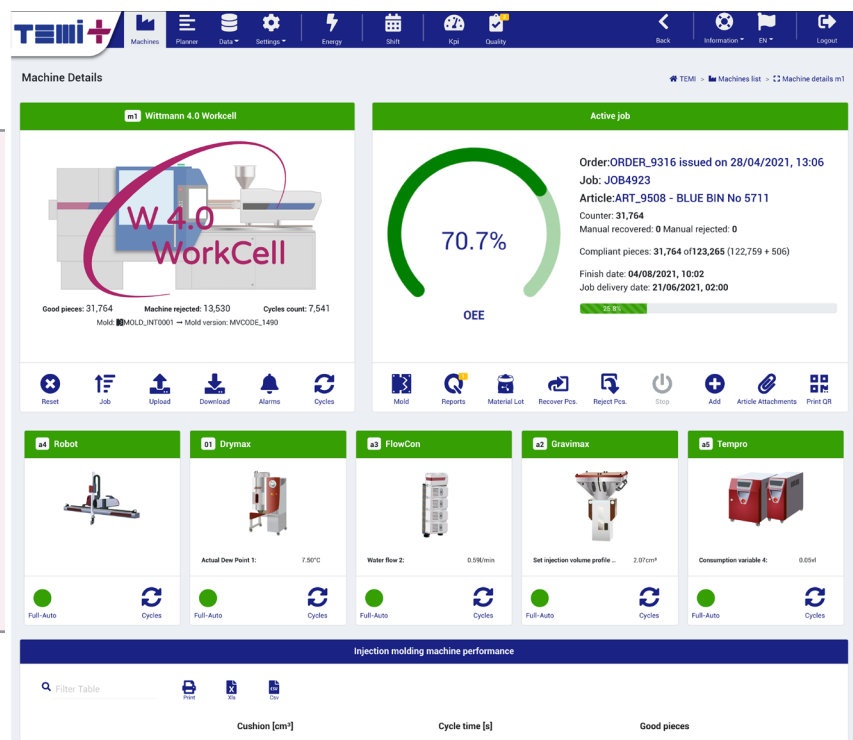 TEMI+
Machines
Planner
Data
Settings
Energy
Shift
Kpi
Quality
Back
Information
EN
Logout
Machine Details
TEMI > Machines list > Machine details m1
m1 Wittmann 4.0 Workcell
W 4.0
WorkCell
Good pieces: 31,764 Machine rejected: 13,530 Cycles count: 7,541
Mold: MOLD_INT0001 → Mold version: MVCODE_1490
Reset
Job
Upload
Download
Alarms
Cycles
Active job
70.7%
OEE
Order:ORDER_9316 issued on 28/04/2021, 13:06
Job: JOB4923
Article:ART_9508 - BLUE BIN No 5711
Counter: 31,764
Manual recovered: 0 Manual rejected: 0
Compliant pieces: 31,764 of123,265 (122,759 + 506)
Finish date: 04/08/2021, 10:02
Job delivery date: 21/06/2021, 02:00
25.8%
Mold
Reports
Material Lot
Recover Pcs.
Reject Pcs.
Stop
Add
Article Attachments
Print QR
a4 Robot
Full-Auto
Cycles
01 Drymax
Actual Dew Point 1: 7.50°C
Full-Auto
Cycles
a3 FlowCon
Water flow 2: 0.59l/min
Full-Auto
Cycles
a2 Gravimax
Set injection volume profile .. 2.07cm³
Full-Auto
Cycles
a5 Tempro
Consumption variable 4: 0.05vl
Full-Auto
Cycles
Injection molding machine performance
Filter Table
Print
Xls
Csv
Cushion [cm³]
Cycle time [s]
Good pieces